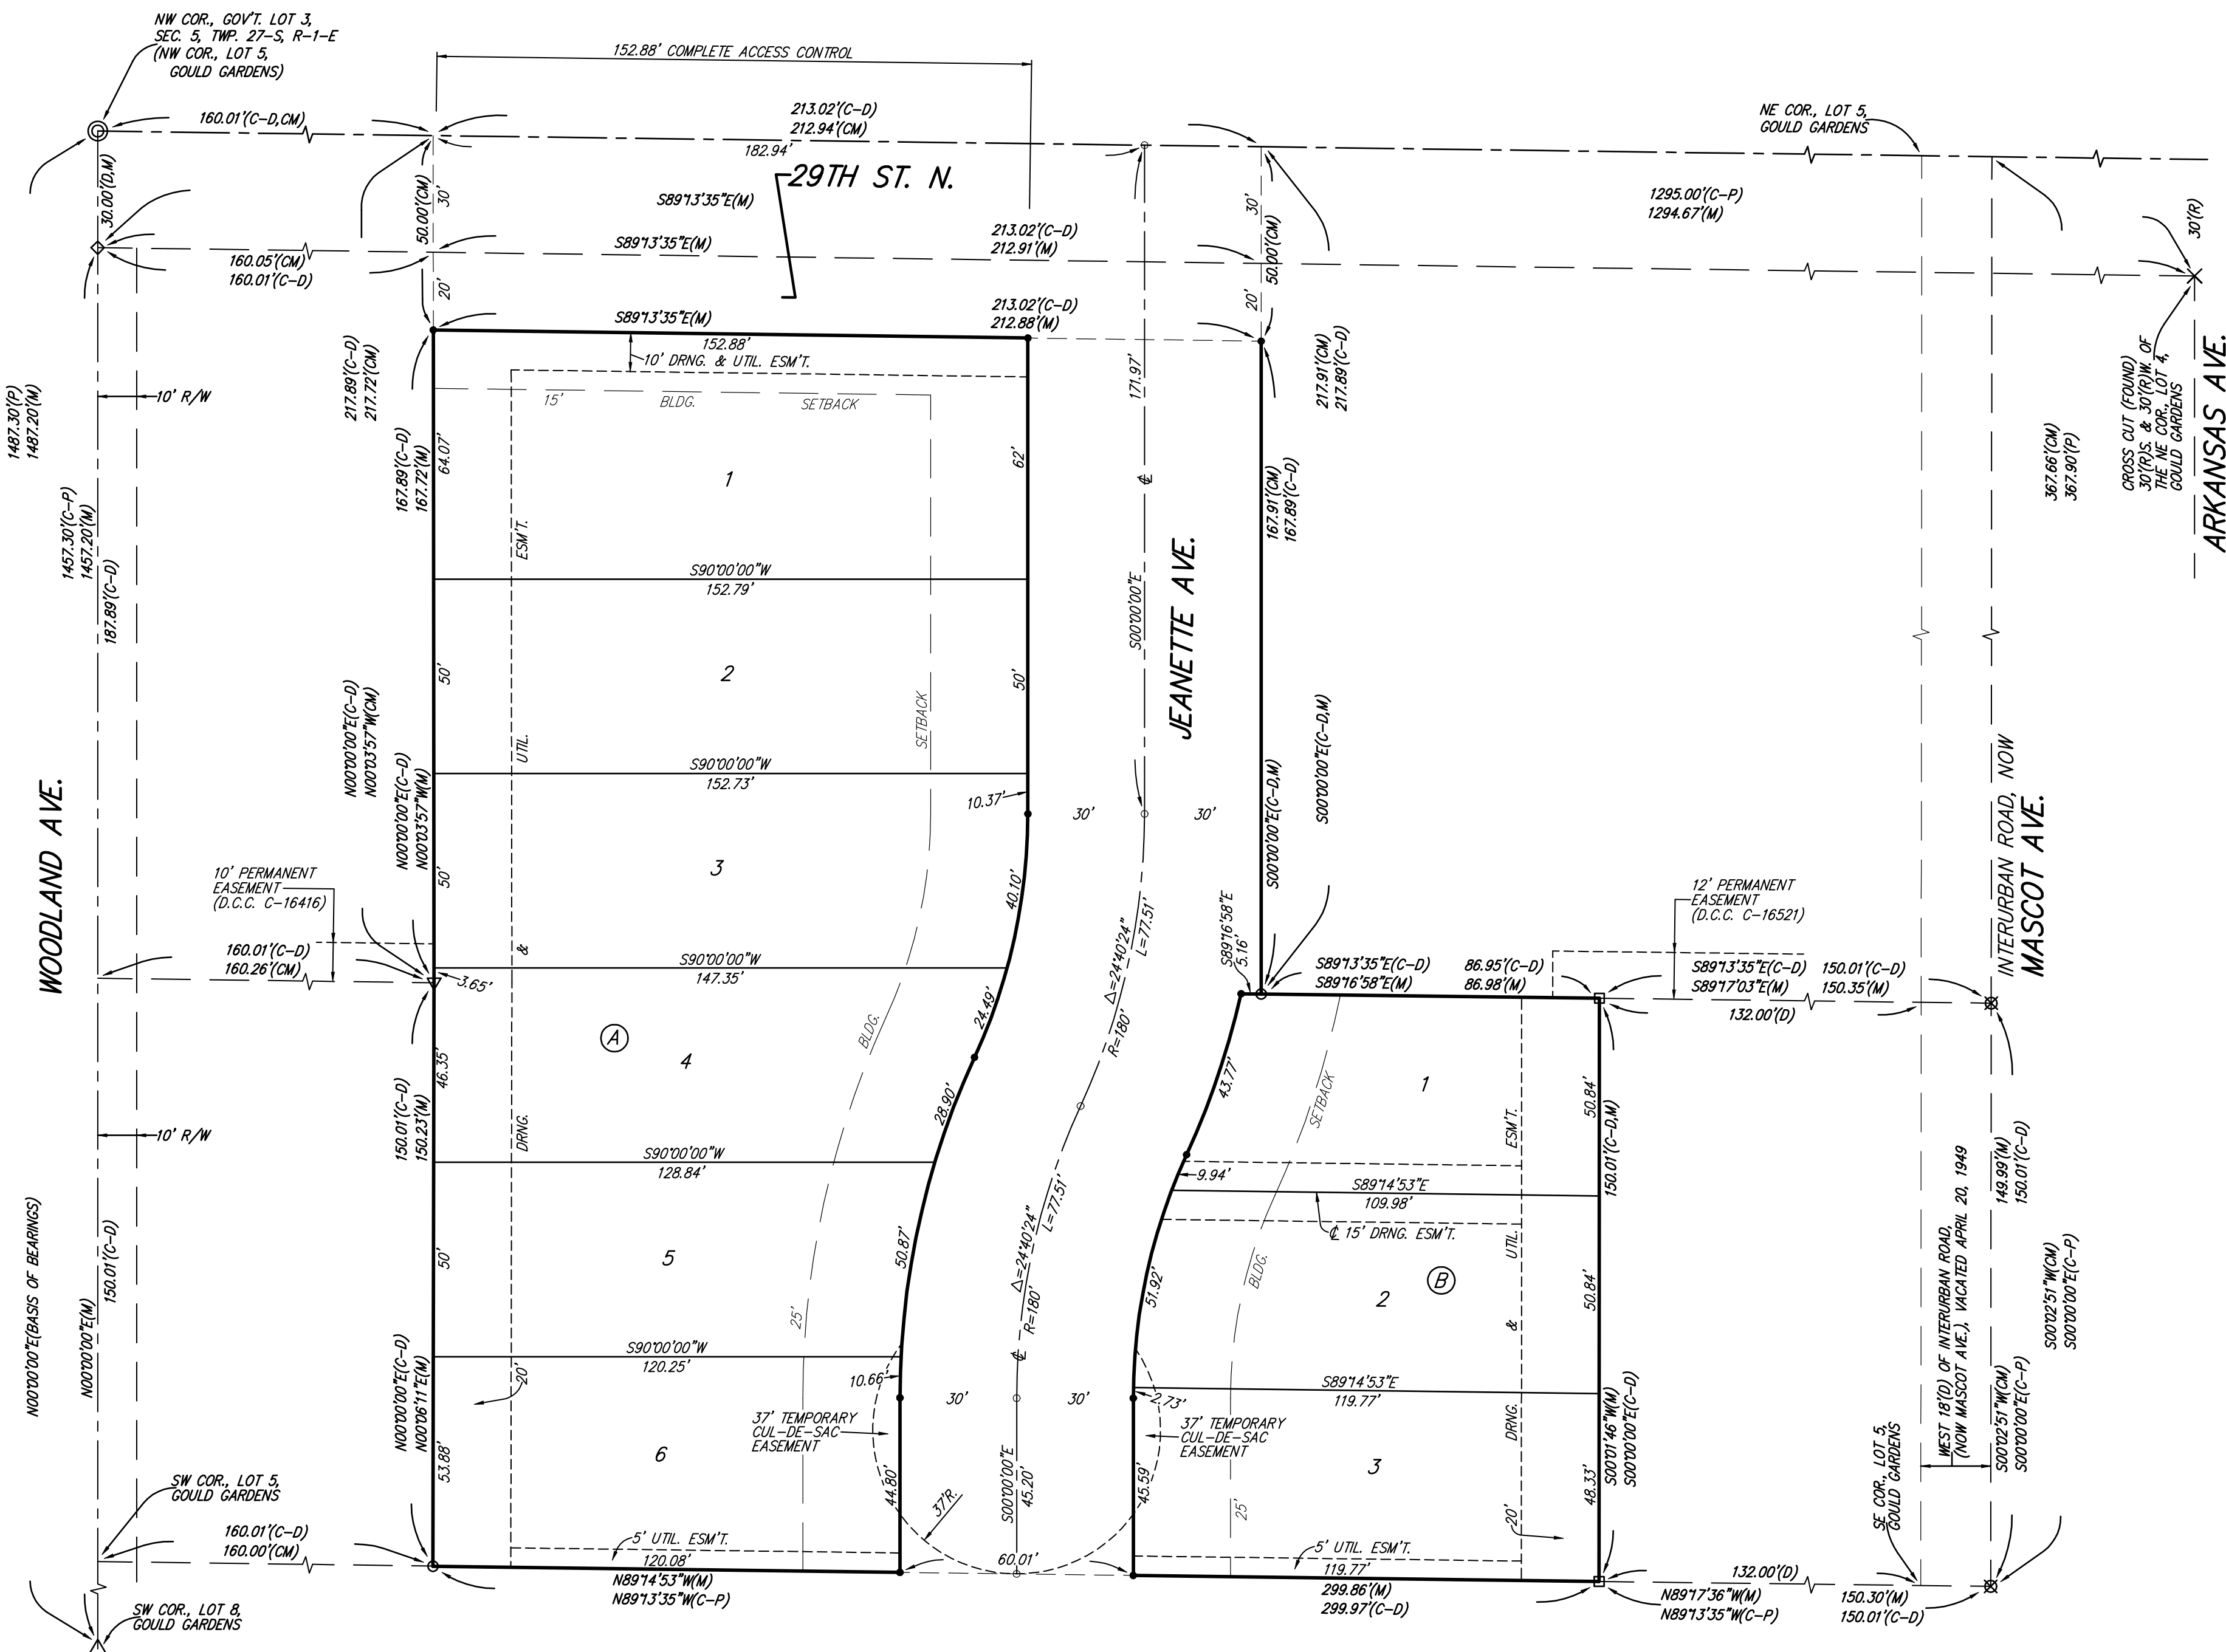 NW COR., GOV'T. LOT 3,
SEC. 5, TWP. 27-S, R-1-E
(NW COR., LOT 5,
GOULD GARDENS)
152.88' COMPLETE ACCESS CONTROL
160.01'(C-D,CM)
213.02'(C-D)
212.94'(CM)
182.94'
NE COR., LOT 5,
GOULD GARDENS
30.00'(D,M)
50.00'(CM)
30'
29TH ST. N.
S89°13'35"E(M)
30'
50.00'(CM)
1295.00'(C-P)
1294.67'(M)
30'(R)
160.05'(CM)
160.01'(C-D)
S89°13'35"E(M)
213.02'(C-D)
212.91'(M)
20'
20'
S89°13'35"E(M)
213.02'(C-D)
212.88'(M)
152.88'
10' DRNG. & UTIL. ESM'T.
15'
BLDG.
SETBACK
1487.30'(P)
1487.20'(M)
10' R/W
217.89'(C-D)
217.72'(CM)
167.89'(C-D)
167.72'(M)
64.07'
1
62'
171.97'
℄
217.91'(CM)
217.89'(C-D)
167.91'(CM)
167.89'(C-D)
CROSS CUT (FOUND)
30'(R)S. & 30'(R)W. OF
THE NE COR., LOT 4,
GOULD GARDENS
ARKANSAS AVE.
367.66'(CM)
367.90'(P)
1457.30'(C-P)
1457.20'(M)
187.89'(C-D)
ESM'T.
S90°00'00"W
152.79'
S00°00'00"E
JEANETTE AVE.
50'
2
50'
SETBACK
UTIL.
N00°00'00"E(C-D)
N00°03'57"W(CM)
N00°00'00"E(C-D)
N00°03'57"W(M)
S90°00'00"W
152.73'
10.37'
30'
30'
S00°00'00"E(C-D,M)
S00°00'00"E(C-D,M)
WOODLAND AVE.
10' PERMANENT
EASEMENT
(D.C.C. C-16416)
50'
3
40.10'
Δ=24°40'24"
L=77.51'
R=180'
S89°16'58"E
5.16'
12' PERMANENT
EASEMENT
(D.C.C. C-16521)
INTERURBAN ROAD, NOW
MASCOT AVE.
160.01'(C-D)
160.26'(CM)
&
S90°00'00"W
147.35'
3.65'
S89°13'35"E(C-D)
S89°16'58"E(M)
86.95'(C-D)
86.98'(M)
S89°13'35"E(C-D)
S89°17'03"E(M)
150.01'(C-D)
150.35'(M)
132.00'(D)
24.49'
A
BLDG.
46.35'
4
28.90'
43.77'
SETBACK
1
50.84'
150.01'(C-D)
150.23'(M)
DRNG.
10' R/W
S90°00'00"W
128.84'
9.94'
ESM'T.
150.01'(C-D,M)
S89°14'53"E
109.98'
℄ 15' DRNG. ESM'T.
149.99'(M)
150.01'(C-D)
WEST 18'(D) OF INTERURBAN ROAD,
(NOW MASCOT AVE.), VACATED APRIL 20, 1949
N00°00'00"E(BASIS OF BEARINGS)
N00°00'00"E(M)
150.01'(C-D)
50'
5
50.87'
Δ=24°40'24"
L=77.51'
R=180'
℄
51.92'
BLDG.
2
B
UTIL.
&
50.84'
S00°02'51"W(CM)
S00°00'00"E(C-P)
25'
S90°00'00"W
120.25'
20'
N00°00'00"E(C-D)
N00°06'11"E(M)
10.66'
30'
30'
2.73'
S89°14'53"E
119.77'
37' TEMPORARY
CUL-DE-SAC
EASEMENT
37' TEMPORARY
CUL-DE-SAC
EASEMENT
DRNG.
S00°01'46"W(M)
S00°00'00"E(C-D)
S00°02'51"W(CM)
S00°00'00"E(C-P)
53.88'
6
44.80'
37'R.
S00°00'00"E
45.20'
45.59'
25'
3
20'
48.33'
SE COR., LOT 5,
GOULD GARDENS
SW COR., LOT 5,
GOULD GARDENS
160.01'(C-D)
160.00'(CM)
5' UTIL. ESM'T.
120.08'
N89°14'53"W(M)
N89°13'35"W(C-P)
60.01'
5' UTIL. ESM'T.
119.77'
299.86'(M)
299.97'(C-D)
132.00'(D)
N89°17'36"W(M)
N89°13'35"W(C-P)
150.30'(M)
150.01'(C-D)
SW COR., LOT 8,
GOULD GARDENS